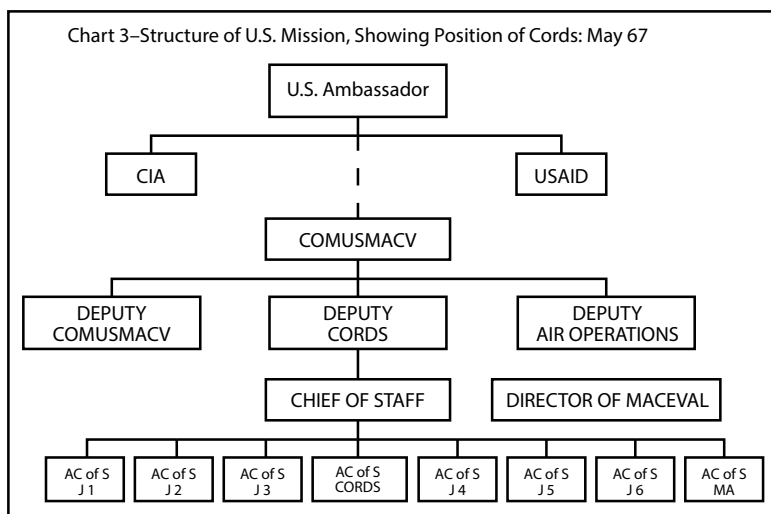 Chart 3–Structure of U.S. Mission, Showing Position of Cords: May 67
U.S. Ambassador
CIA
USAID
COMUSMACV
DEPUTY
COMUSMACV
DEPUTY
CORDS
DEPUTY
AIR OPERATIONS
CHIEF OF STAFF
DIRECTOR OF MACEVAL
AC of S
J 1
AC of S
J 2
AC of S
J 3
AC of S
CORDS
AC of S
J 4
AC of S
J 5
AC of S
J 6
AC of S
MA